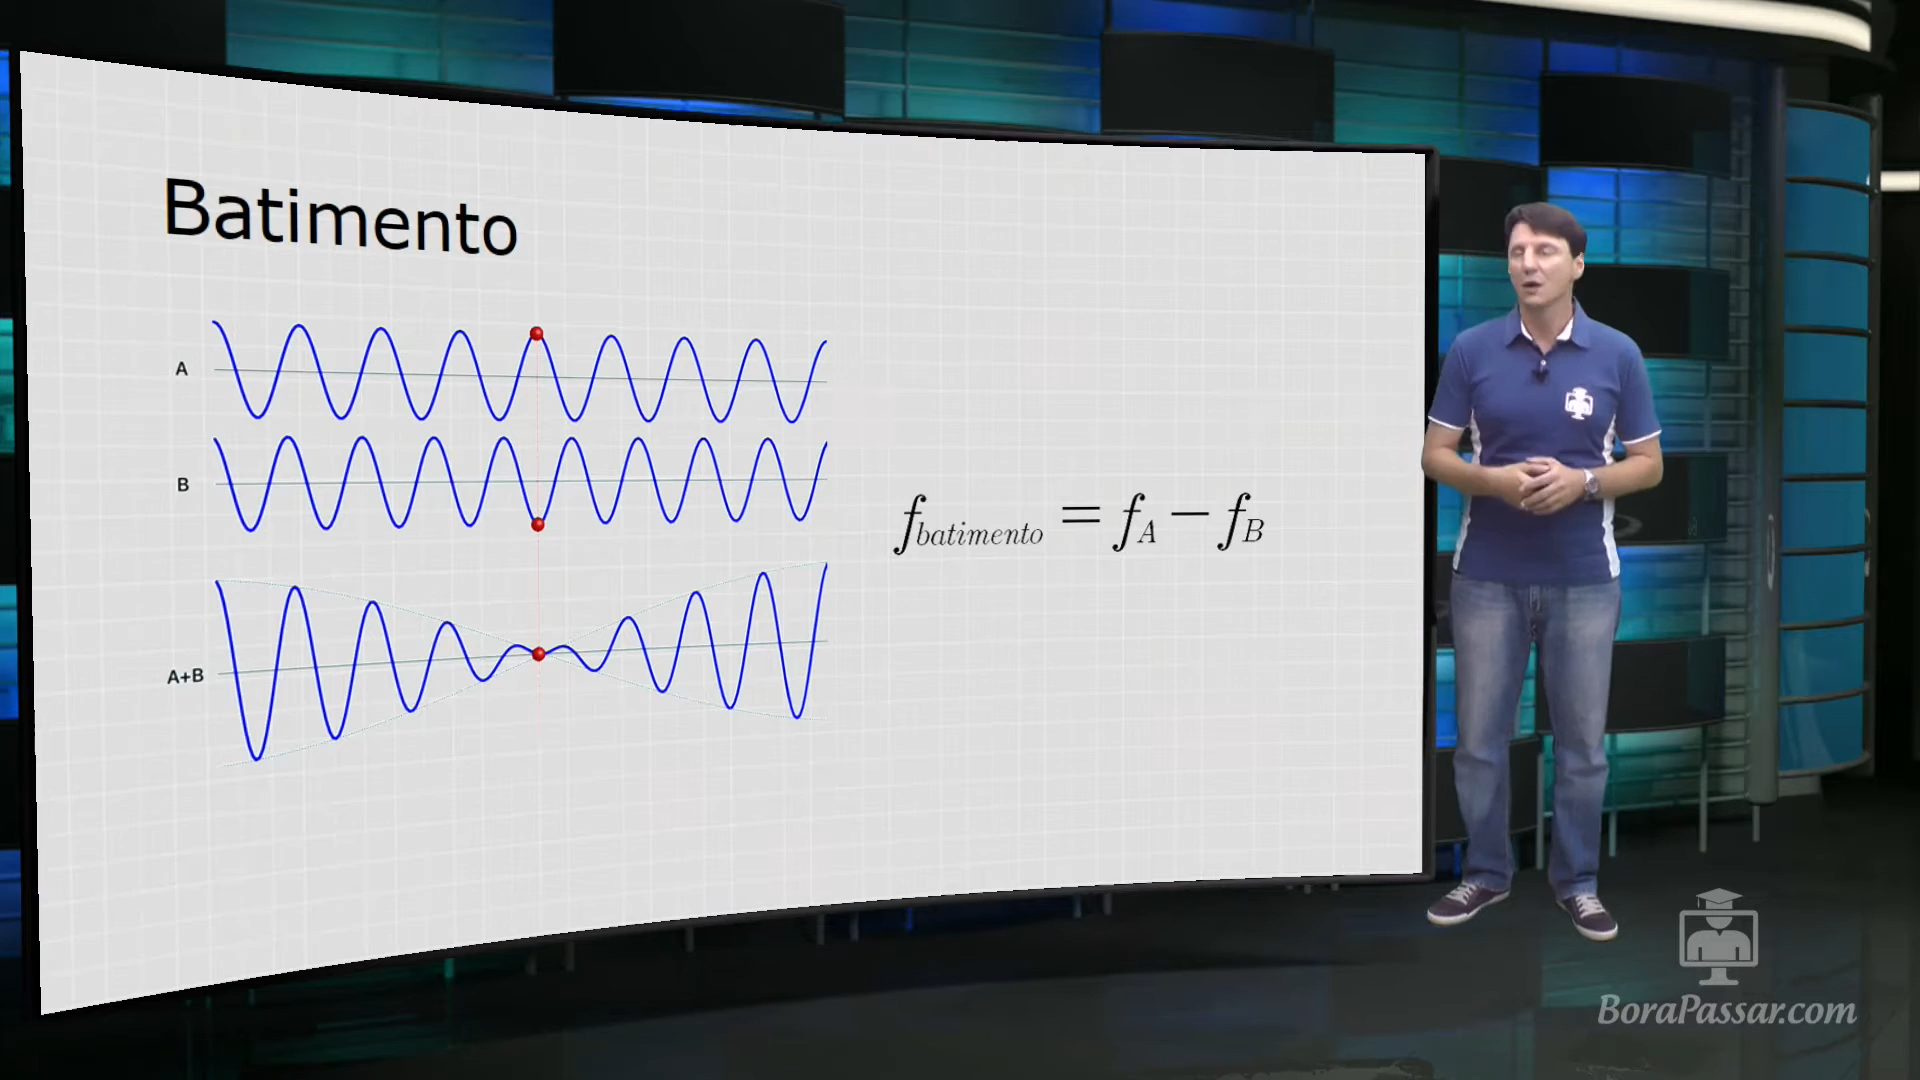 Batimento
A
B
A+B
f_batimento = f_A − f_B
BoraPassar.com